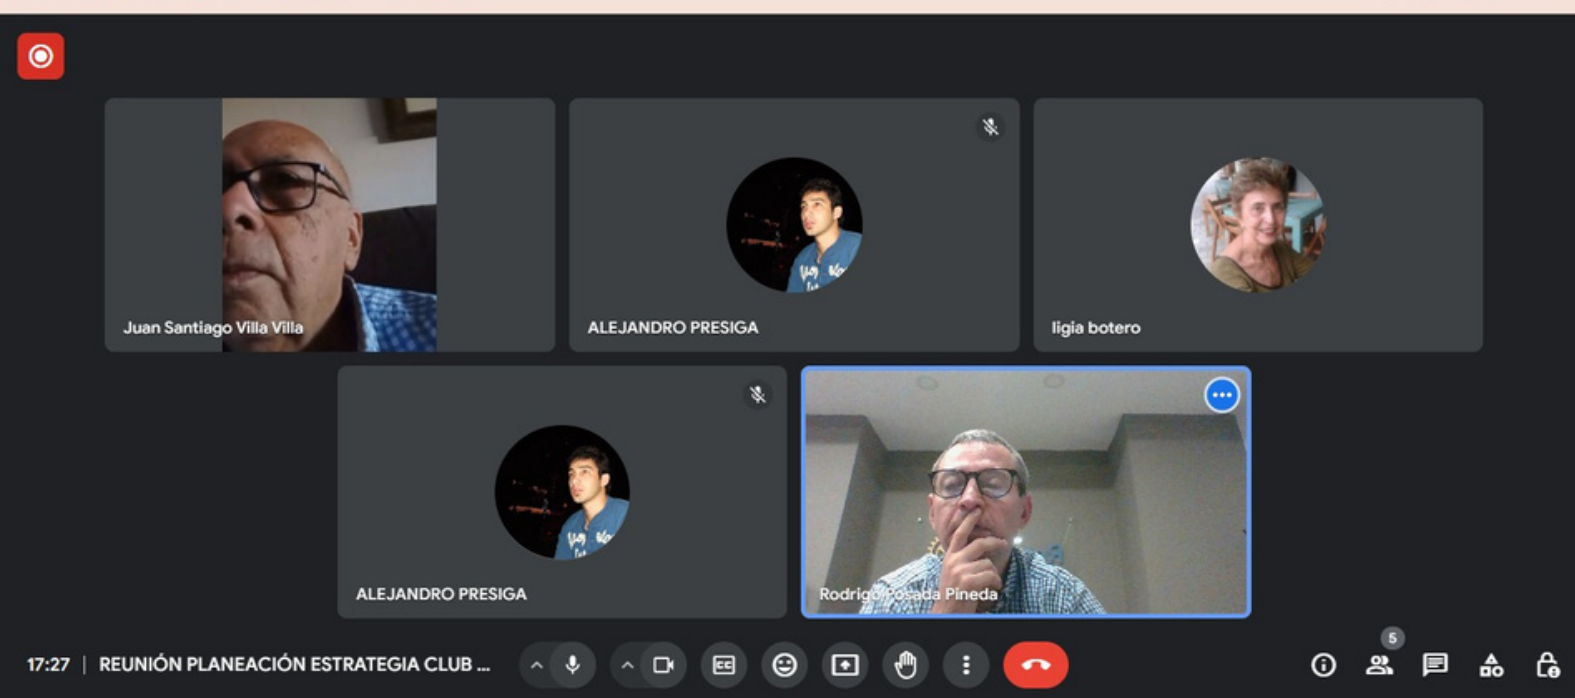 Juan Santiago Villa Villa
ALEJANDRO PRESIGA
ligia botero
ALEJANDRO PRESIGA
Rodrigo Posada Pineda
5
17:27 | REUNIÓN PLANEACIÓN ESTRATEGIA CLUB ...
CC